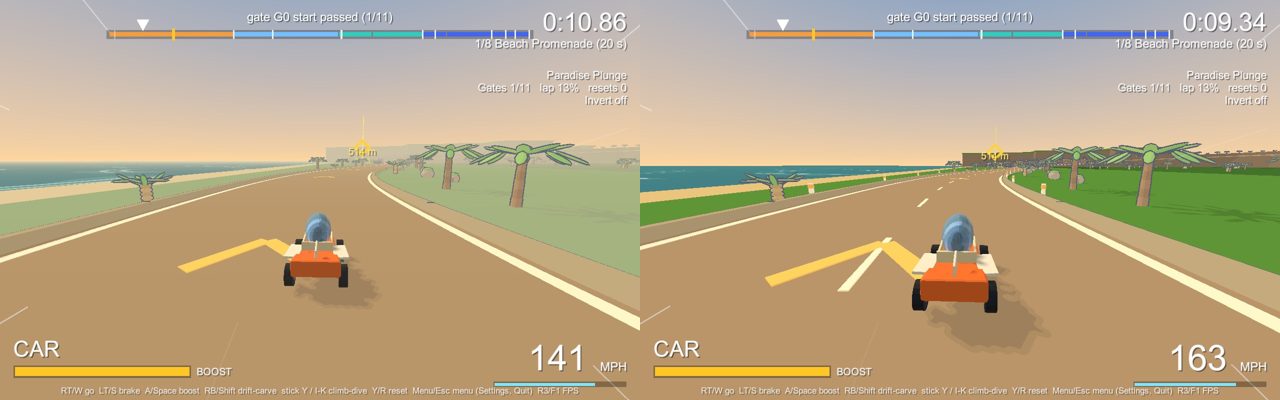 gate G0 start passed (1/11)
0:10.86
1/8 Beach Promenade (20 s)
Paradise Plunge
Gates 1/11 lap 13% resets 0
Invert off
514 m
CAR
BOOST
141 MPH
RT/W go LT/S brake A/Space boost RB/Shift drift-carve stick Y / I-K climb-dive Y/R reset Menu/Esc menu (Settings, Quit) R3/F1 FPS
gate G0 start passed (1/11)
0:09.34
1/8 Beach Promenade (20 s)
Paradise Plunge
Gates 1/11 lap 13% resets 0
Invert off
CAR
BOOST
163 MPH
RT/W go LT/S brake A/Space boost RB/Shift drift-carve stick Y / I-K climb-dive Y/R reset Menu/Esc menu (Settings, Quit) R3/F1 FPS